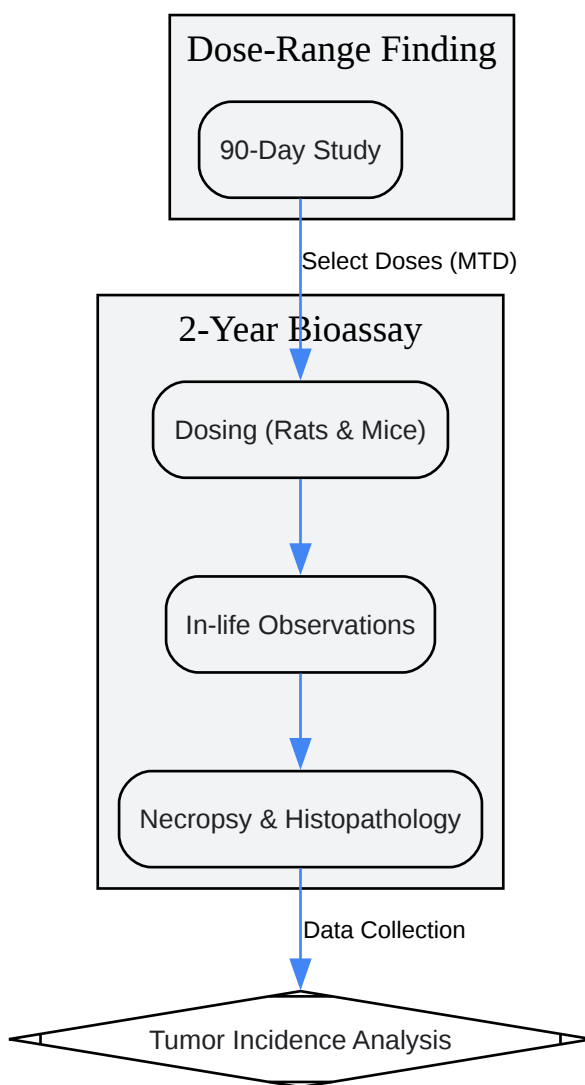 Dose-Range Finding
90-Day Study
Select Doses (MTD)
2-Year Bioassay
Dosing (Rats & Mice)
In-life Observations
Necropsy & Histopathology
Data Collection
Tumor Incidence Analysis